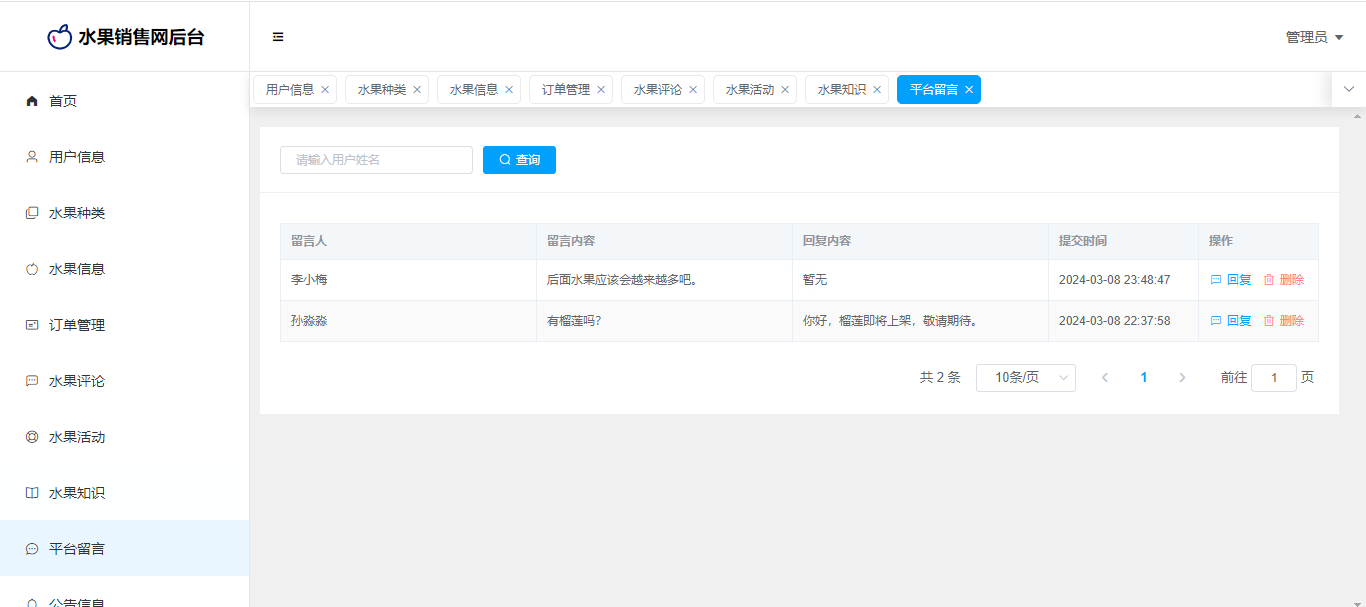 水果销售网后台
管理员
用户信息 水果种类 水果信息 订单管理 水果评论 水果活动 水果知识 平台留言
首页
用户信息
水果种类
水果信息
订单管理
水果评论
水果活动
水果知识
平台留言
公告信息
请输入用户姓名 查询
留言人 留言内容 回复内容 提交时间 操作
李小梅 后面水果应该会越来越多吧。 暂无 2024-03-08 23:48:47 回复 删除
孙淼淼 有榴莲吗? 你好，榴莲即将上架，敬请期待。 2024-03-08 22:37:58 回复 删除
共 2 条 10条/页 1 前往 1 页